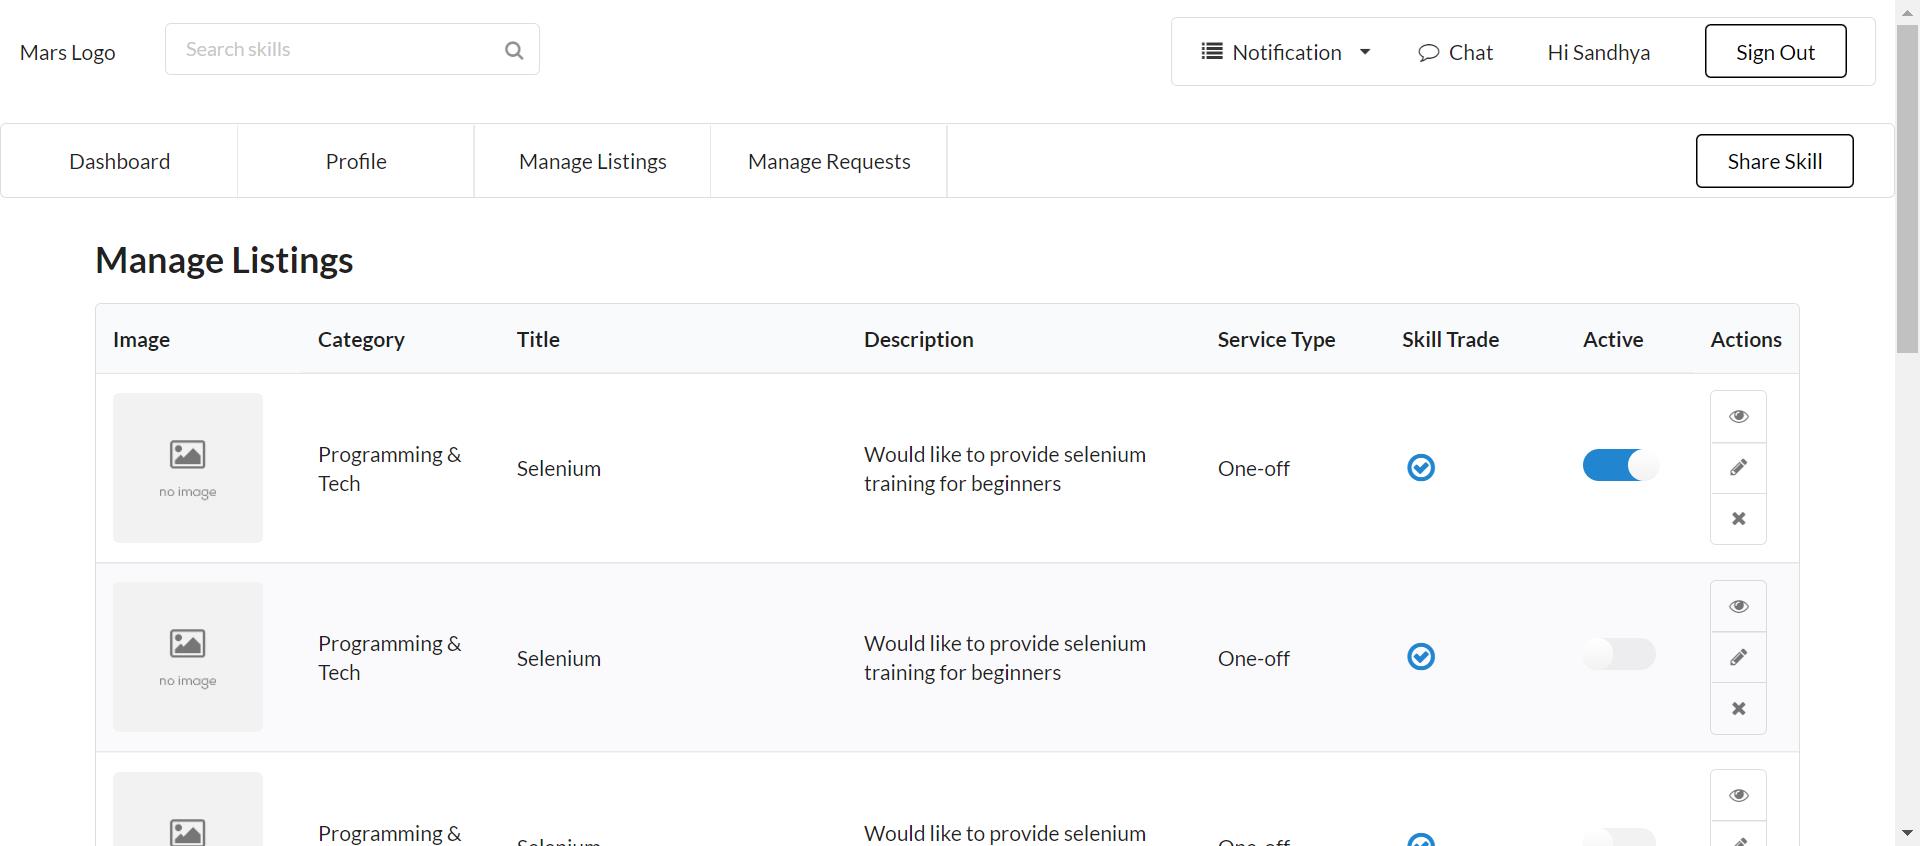 Mars Logo
Search skills
Notification
Chat
Hi Sandhya
Sign Out
Dashboard
Profile
Manage Listings
Manage Requests
Share Skill
Manage Listings
Image
Category
Title
Description
Service Type
Skill Trade
Active
Actions
no image
Programming &
Tech
Selenium
Would like to provide selenium
training for beginners
One-off
no image
Programming &
Tech
Selenium
Would like to provide selenium
training for beginners
One-off
Programming &
Selenium
Would like to provide selenium
One-off